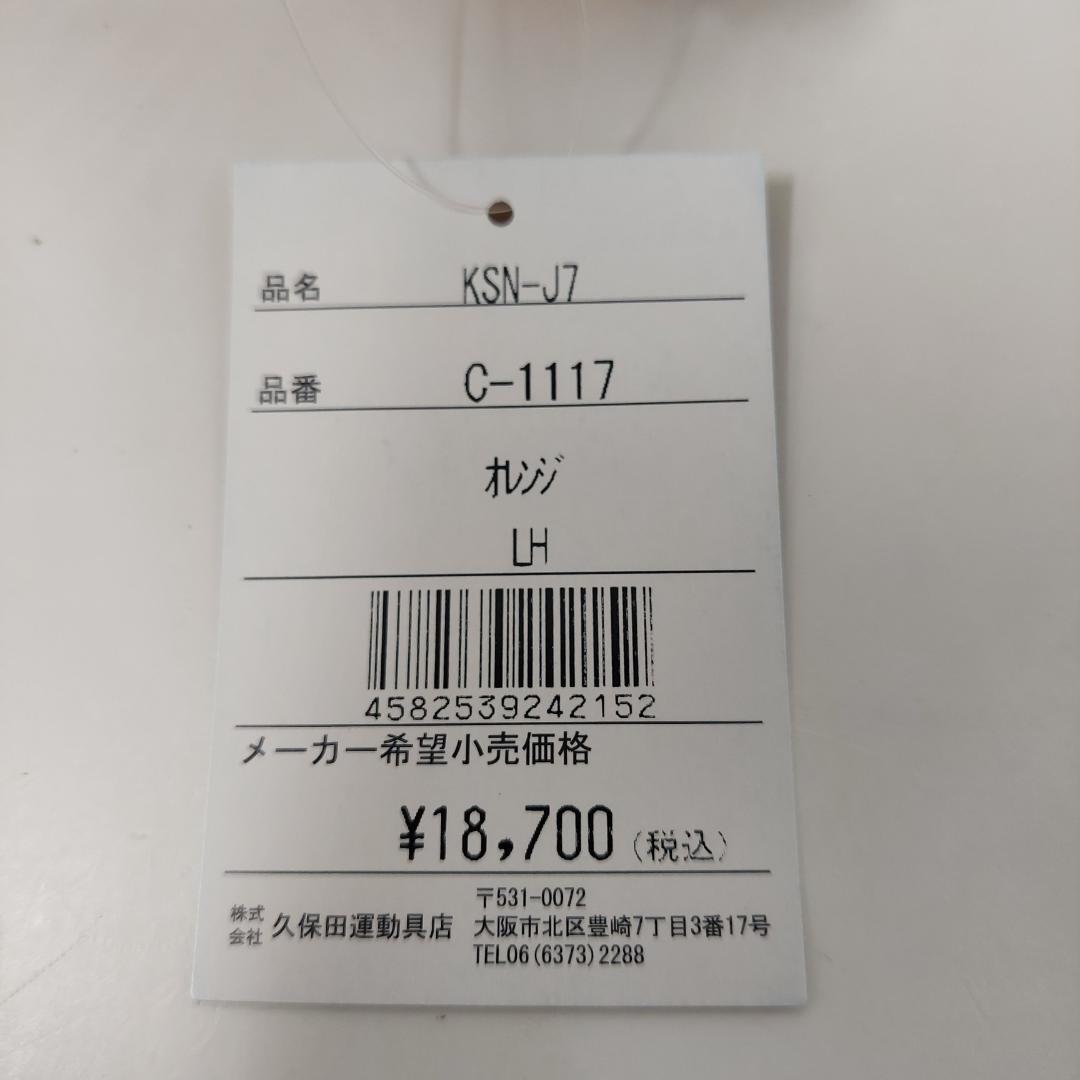 品名 KSN-J7
品番 C-1117
ｵﾚﾝｼﾞ
LH
4582539242152
メーカー希望小売価格
¥18,700（税込）
株式会社 久保田運動具店
〒531-0072
大阪市北区豊崎7丁目3番17号
TEL06(6373)2288